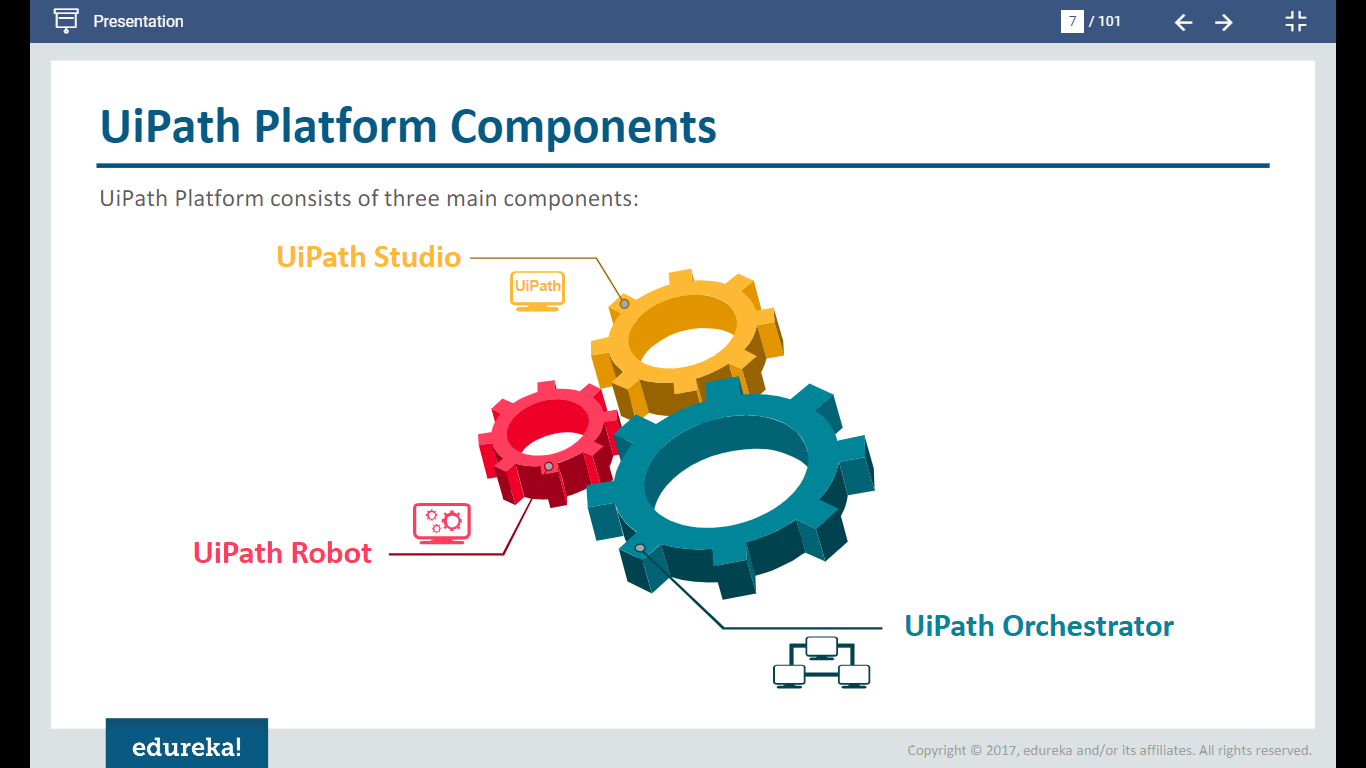 Presentation
7 / 101
UiPath Platform Components
UiPath Platform consists of three main components:
UiPath Studio
UiPath
UiPath Robot
UiPath Orchestrator
edureka!
Copyright © 2017, edureka and/or its affiliates. All rights reserved.